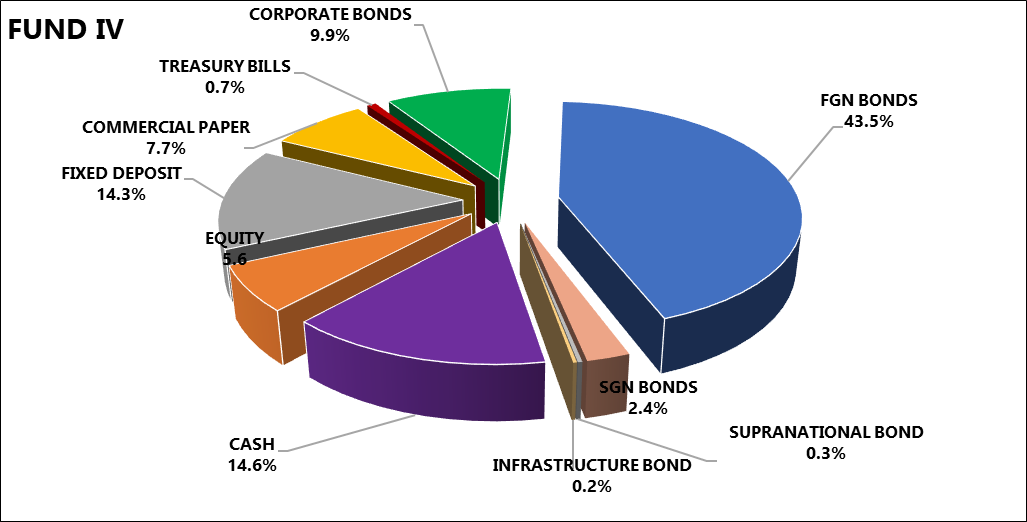 FUND IV
CORPORATE BONDS
9.9%
TREASURY BILLS
0.7%
COMMERCIAL PAPER
7.7%
FIXED DEPOSIT
14.3%
EQUITY
5.6
CASH
14.6%
INFRASTRUCTURE BOND
0.2%
SUPRANATIONAL BOND
0.3%
SGN BONDS
2.4%
FGN BONDS
43.5%